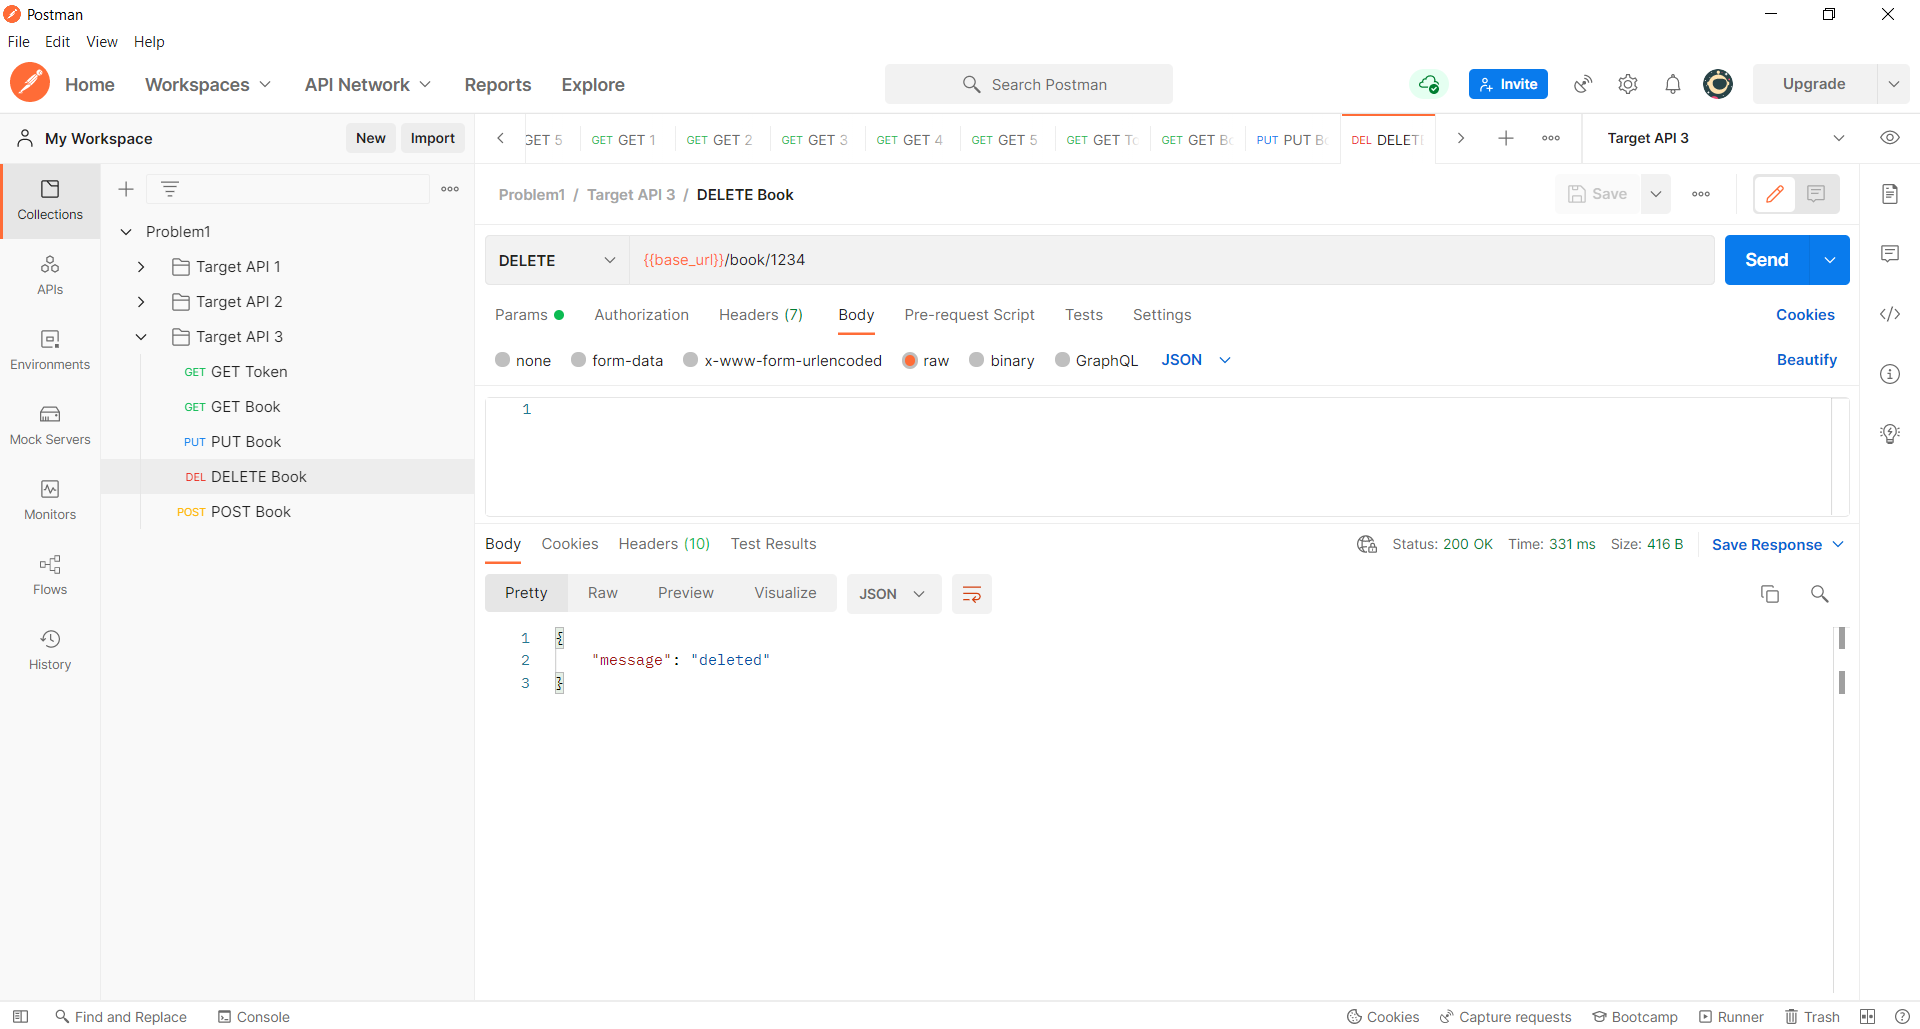 Postman
File Edit View Help
Home Workspaces API Network Reports Explore Search Postman Invite Upgrade
My Workspace New Import
GET 5 GET GET 1 GET GET 2 GET GET 3 GET GET 4 GET GET 5 GET GET To GET GET Bo PUT PUT Bo DEL DELETE Target API 3
Collections
APIs
Environments
Mock Servers
Monitors
Flows
History
Problem1
Target API 1
Target API 2
Target API 3
GET GET Token
GET GET Book
PUT PUT Book
DEL DELETE Book
POST POST Book
Problem1 / Target API 3 / DELETE Book Save
DELETE {{base_url}}/book/1234 Send
Params Authorization Headers (7) Body Pre-request Script Tests Settings Cookies
none form-data x-www-form-urlencoded raw binary GraphQL JSON Beautify
1
Body Cookies Headers (10) Test Results Status: 200 OK Time: 331 ms Size: 416 B Save Response
Pretty Raw Preview Visualize JSON
1 {
2 "message": "deleted"
3 }
Find and Replace Console Cookies Capture requests Bootcamp Runner Trash